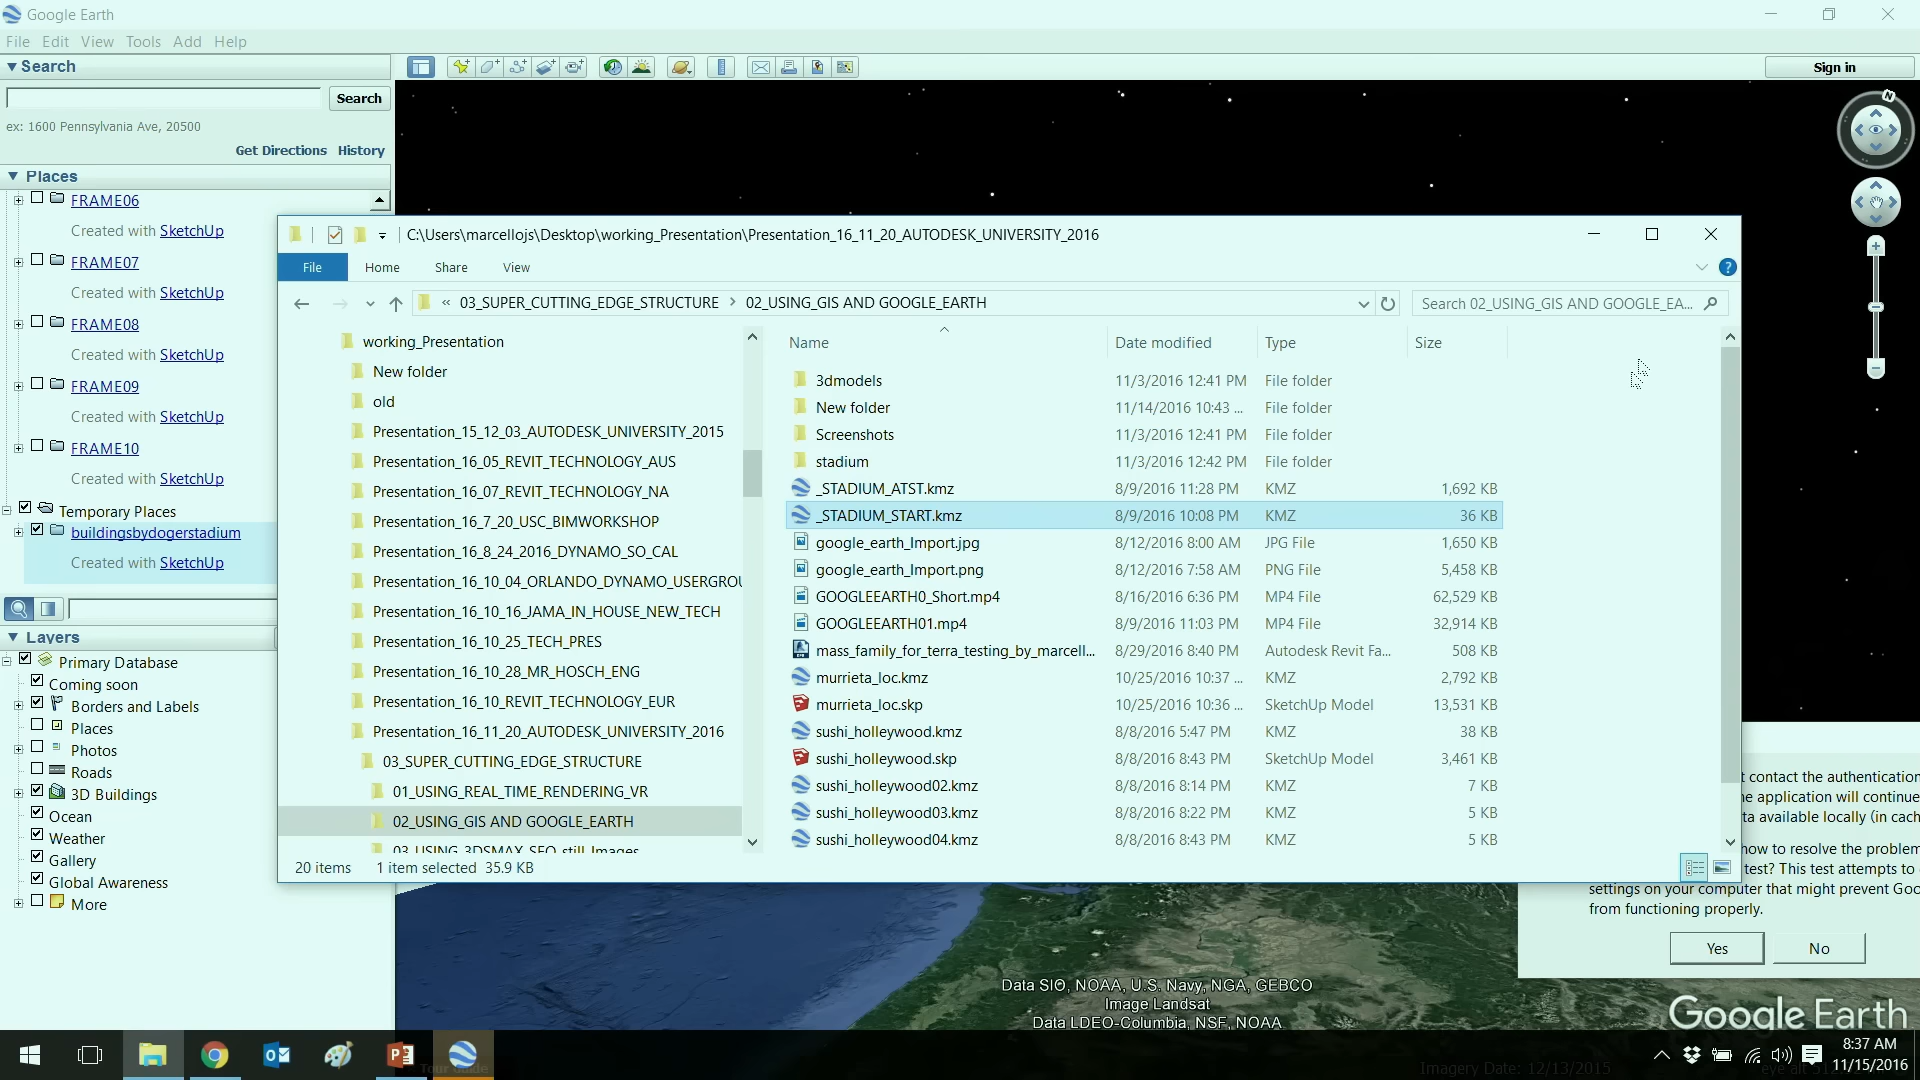 Google Earth
File Edit View Tools Add Help
Search
Search
ex: 1600 Pennsylvania Ave, 20500
Get Directions History
Places
FRAME06
Created with SketchUp
FRAME07
Created with SketchUp
FRAME08
Created with SketchUp
FRAME09
Created with SketchUp
FRAME10
Created with SketchUp
Temporary Places
buildingsbydogerstadium
Created with SketchUp
Layers
Primary Database
Coming soon
Borders and Labels
Places
Photos
Roads
3D Buildings
Ocean
Weather
Gallery
Global Awareness
More
Sign in
N
C:\Users\marcellojs\Desktop\working_Presentation\Presentation_16_11_20_AUTODESK_UNIVERSITY_2016
File Home Share View
« 03_SUPER_CUTTING_EDGE_STRUCTURE > 02_USING_GIS AND GOOGLE_EARTH
Search 02_USING_GIS AND GOOGLE_EA...
working_Presentation
New folder
old
Presentation_15_12_03_AUTODESK_UNIVERSITY_2015
Presentation_16_05_REVIT_TECHNOLOGY_AUS
Presentation_16_07_REVIT_TECHNOLOGY_NA
Presentation_16_7_20_USC_BIMWORKSHOP
Presentation_16_8_24_2016_DYNAMO_SO_CAL
Presentation_16_10_04_ORLANDO_DYNAMO_USERGROU
Presentation_16_10_16_JAMA_IN_HOUSE_NEW_TECH
Presentation_16_10_25_TECH_PRES
Presentation_16_10_28_MR_HOSCH_ENG
Presentation_16_10_REVIT_TECHNOLOGY_EUR
Presentation_16_11_20_AUTODESK_UNIVERSITY_2016
03_SUPER_CUTTING_EDGE_STRUCTURE
01_USING_REAL_TIME_RENDERING_VR
02_USING_GIS AND GOOGLE_EARTH
03_USING_3DSMAX_SEO_still_Images
Name Date modified Type Size
3dmodels 11/3/2016 12:41 PM File folder
New folder 11/14/2016 10:43 ... File folder
Screenshots 11/3/2016 12:41 PM File folder
stadium 11/3/2016 12:42 PM File folder
_STADIUM_ATST.kmz 8/9/2016 11:28 PM KMZ 1,692 KB
_STADIUM_START.kmz 8/9/2016 10:08 PM KMZ 36 KB
google_earth_Import.jpg 8/12/2016 8:00 AM JPG File 1,650 KB
google_earth_Import.png 8/12/2016 7:58 AM PNG File 5,458 KB
GOOGLEEARTH0_Short.mp4 8/16/2016 6:36 PM MP4 File 62,529 KB
GOOGLEEARTH01.mp4 8/9/2016 11:03 PM MP4 File 32,914 KB
mass_family_for_terra_testing_by_marcell... 8/29/2016 8:40 PM Autodesk Revit Fa... 508 KB
murrieta_loc.kmz 10/25/2016 10:37 ... KMZ 2,792 KB
murrieta_loc.skp 10/25/2016 10:36 ... SketchUp Model 13,531 KB
sushi_holleywood.kmz 8/8/2016 5:47 PM KMZ 38 KB
sushi_holleywood.skp 8/8/2016 8:43 PM SketchUp Model 3,461 KB
sushi_holleywood02.kmz 8/8/2016 8:14 PM KMZ 7 KB
sushi_holleywood03.kmz 8/8/2016 8:22 PM KMZ 5 KB
sushi_holleywood04.kmz 8/8/2016 8:43 PM KMZ 5 KB
20 items 1 item selected 35.9 KB
t contact the authentication
he application will continue
ta available locally (in cach
how to resolve the problem
test? This test attempts to
settings on your computer that might prevent Goo
from functioning properly.
Yes No
Data SIO, NOAA, U.S. Navy, NGA, GEBCO
Image Landsat
Data LDEO-Columbia, NSF, NOAA
Google Earth
Tour Guide
Imagery Date: 12/13/2015
8:37 AM
11/15/2016